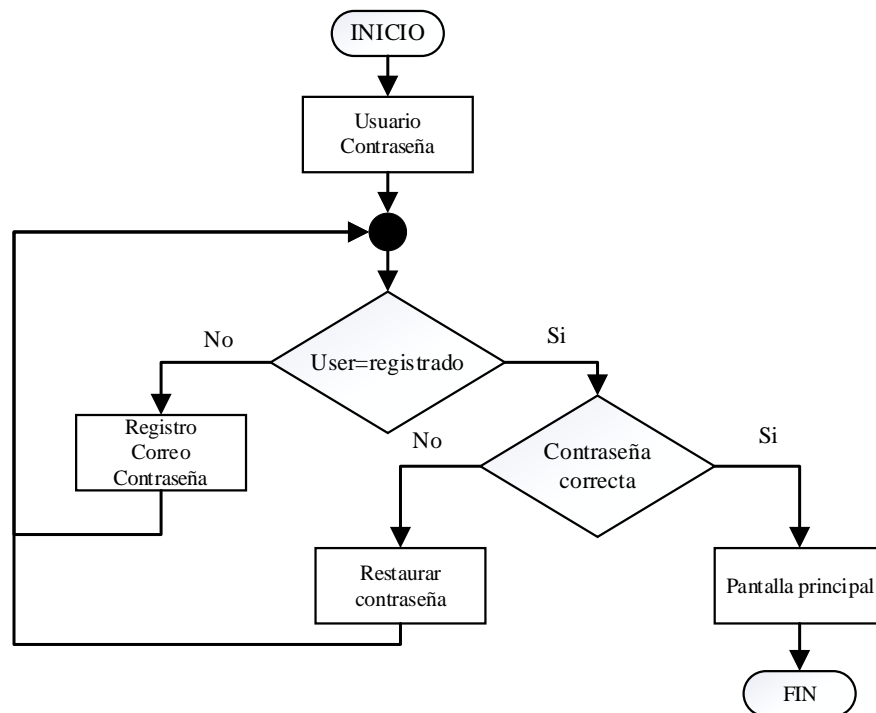 INICIO
Usuario
Contraseña
No
Si
User=registrado
Registro
Correo
Contraseña
No
Si
Contraseña
correcta
Restaurar
contraseña
Pantalla principal
FIN